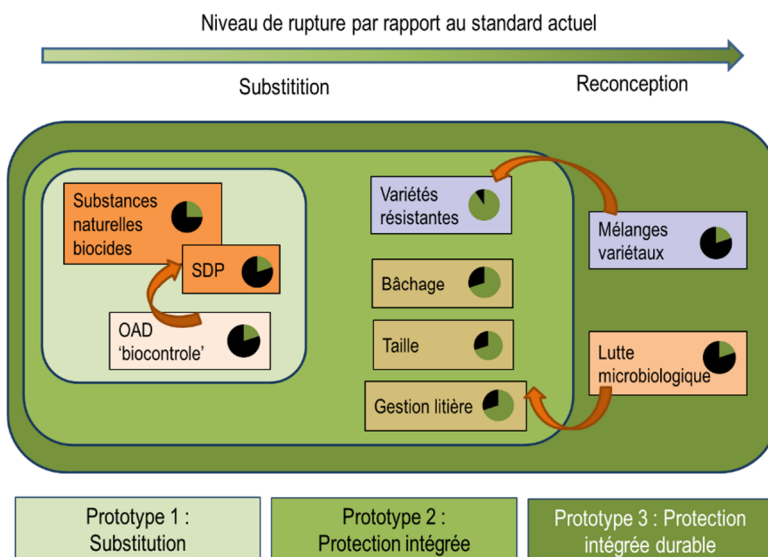 Niveau de rupture par rapport au standard actuel
Substitition
Reconception
Substances
naturelles
biocides
SDP
OAD
‘biocontrole’
Variétés
résistantes
Bâchage
Taille
Gestion litière
Mélanges
variétaux
Lutte
microbiologique
Prototype 1 :
Substitution
Prototype 2 :
Protection intégrée
Prototype 3 : Protection
intégrée durable